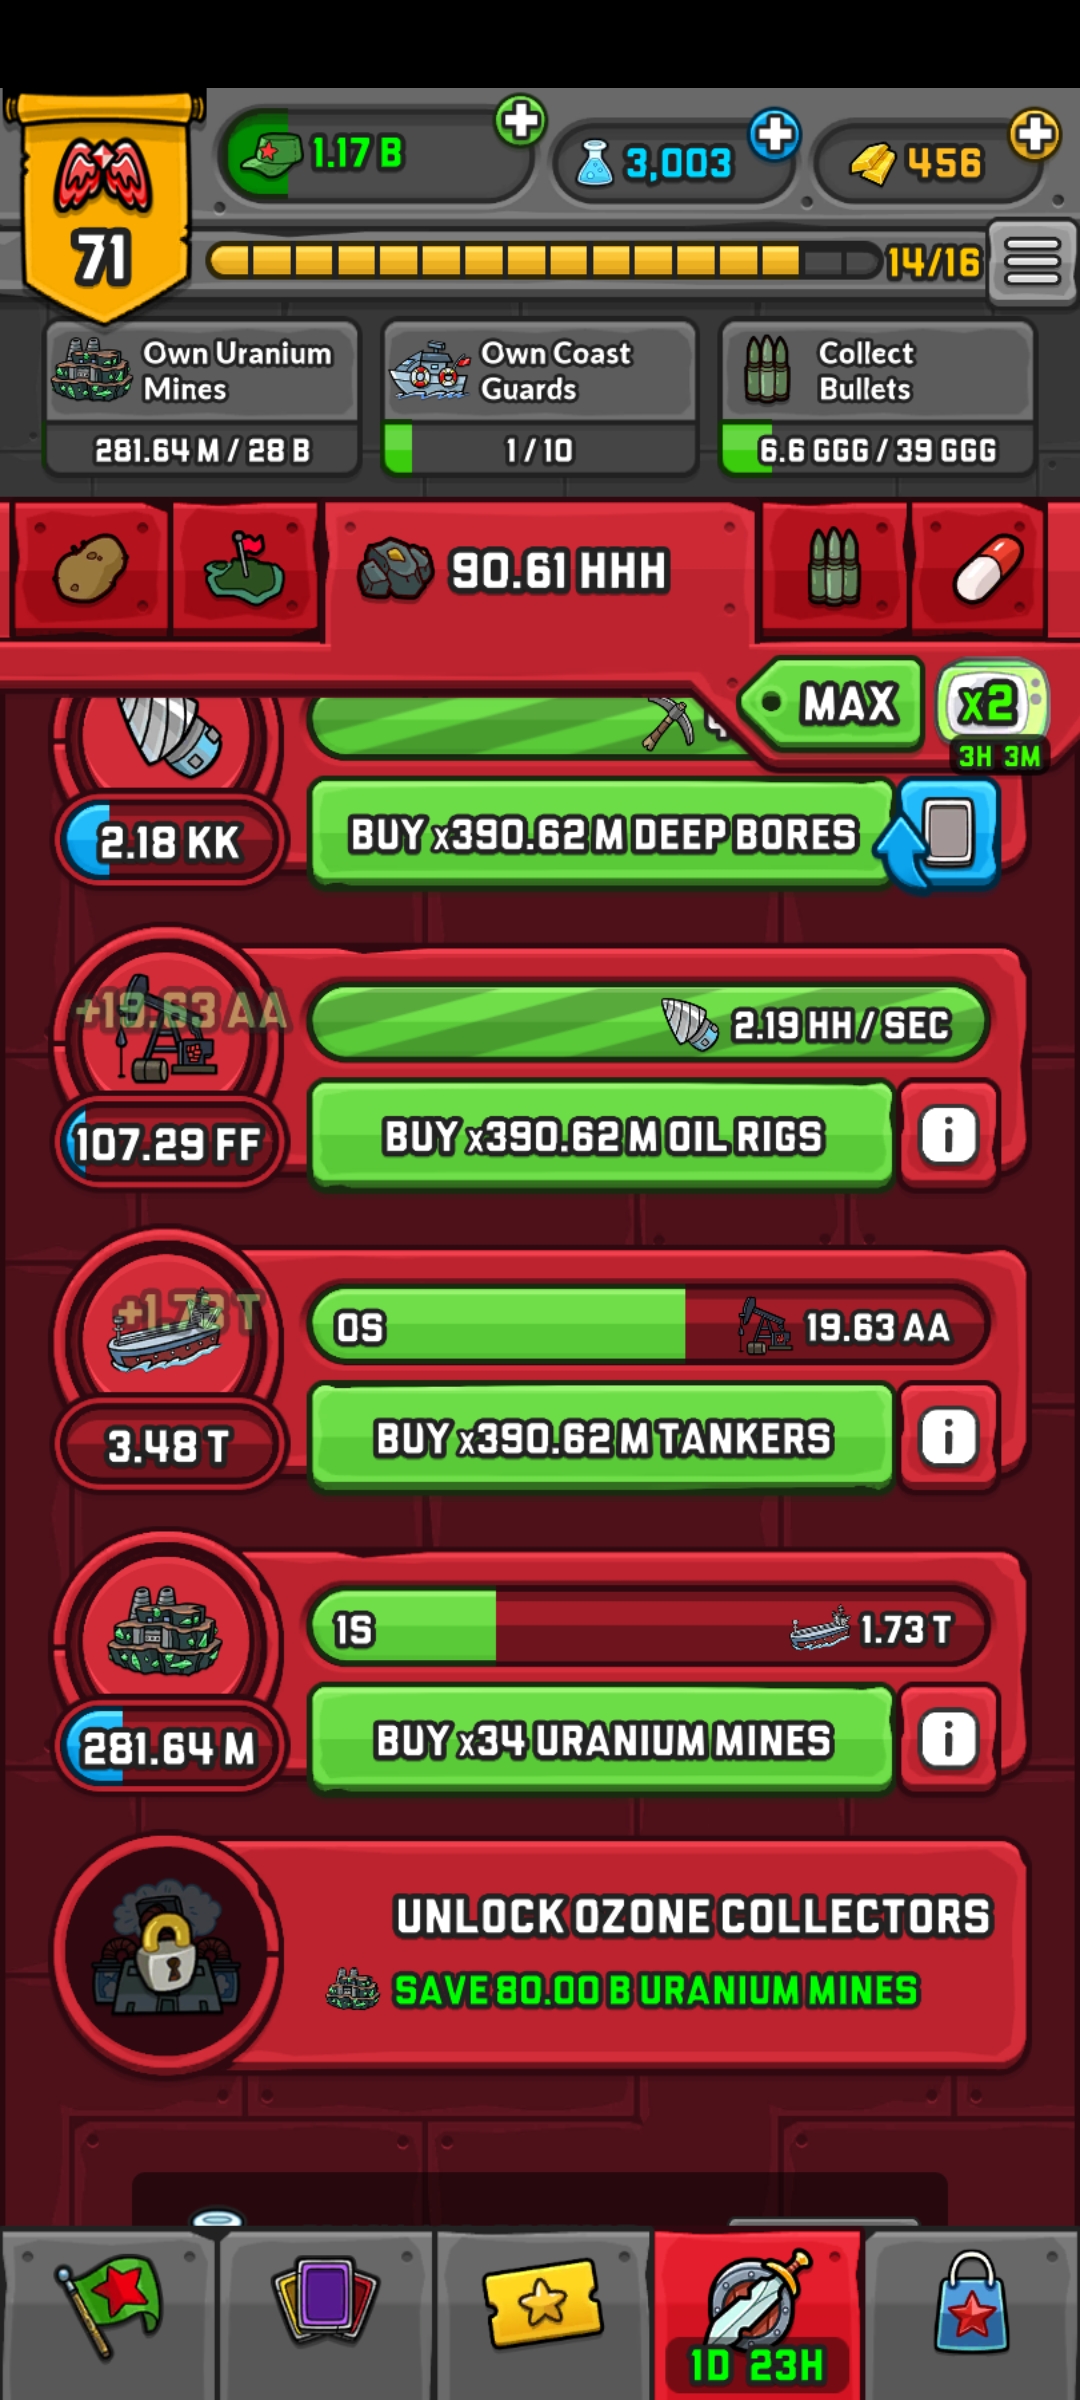 1.17 B
3,003
456
71
14/16
Own Uranium
Mines
Own Coast
Guards
Collect
Bullets
281.64 M / 28 B
1 / 10
6.6 GGG / 39 GGG
90.61 HHH
MAX
x2
3H 3M
2.18 KK
BUY x390.62 M DEEP BORES
+19.63 AA
2.19 HH / SEC
107.29 FF
BUY x390.62 M OIL RIGS
i
+1.73 T
0S
19.63 AA
3.48 T
BUY x390.62 M TANKERS
i
1S
1.73 T
281.64 M
BUY x34 URANIUM MINES
i
UNLOCK OZONE COLLECTORS
SAVE 80.00 B URANIUM MINES
1D 23H